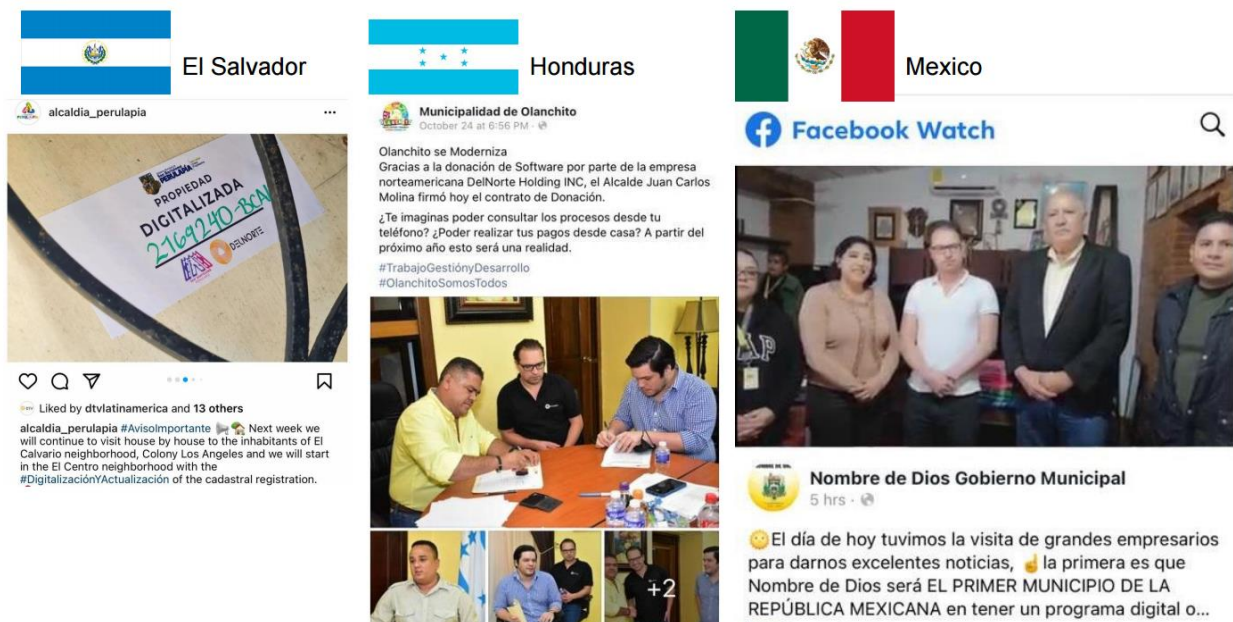 El Salvador
alcaldia_perulapia
PERULAPÍA
PROPIEDAD
DIGITALIZADA
2169240-BCAN
DELNORTE
Liked by dtvlatinamerica and 13 others
alcaldia_perulapia #AvisoImportante 📢🏡 Next week we
will continue to visit house by house to the inhabitants of El
Calvario neighborhood, Colony Los Angeles and we will start
in the El Centro neighborhood with the
#DigitalizaciónYActualización of the cadastral registration.
Honduras
Municipalidad de Olanchito
October 24 at 6:56 PM ·
Olanchito se Moderniza
Gracias a la donación de Software por parte de la empresa
norteamericana DelNorte Holding INC, el Alcalde Juan Carlos
Molina firmó hoy el contrato de Donación.
¿Te imaginas poder consultar los procesos desde tu
teléfono? ¿Poder realizar tus pagos desde casa? A partir del
próximo año esto será una realidad.
#TrabajoGestiónyDesarrollo
#OlanchitoSomosTodos
+2
Mexico
Facebook Watch
Nombre de Dios Gobierno Municipal
5 hrs ·
🌝El día de hoy tuvimos la visita de grandes empresarios
para darnos excelentes noticias, ☝la primera es que
Nombre de Dios será EL PRIMER MUNICIPIO DE LA
REPÚBLICA MEXICANA en tener un programa digital o...